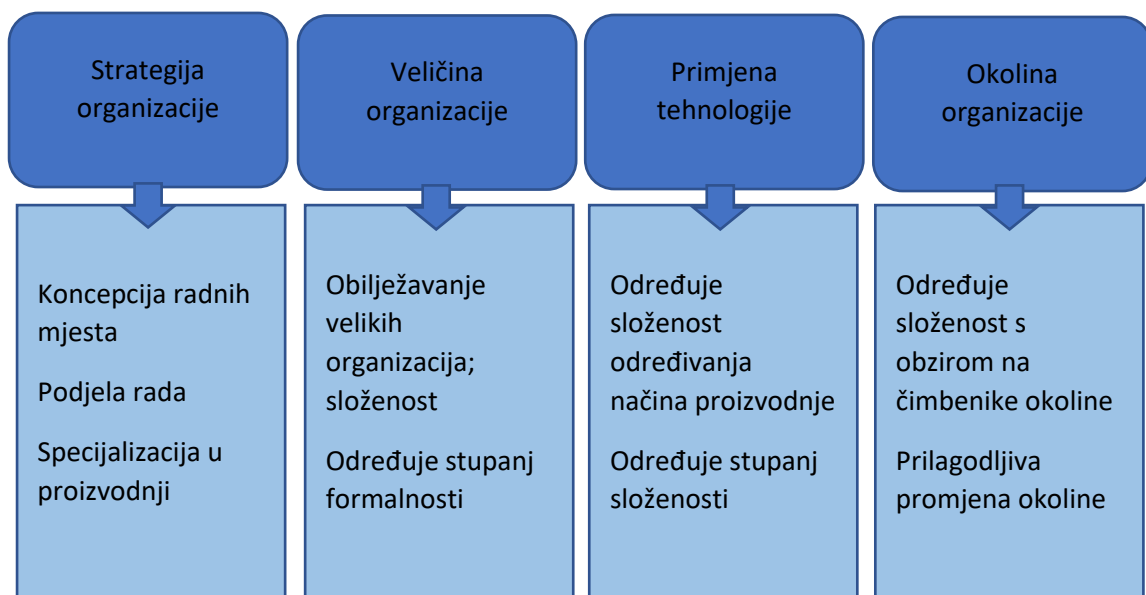 Strategija
organizacije
Koncepcija radnih
mjesta
Podjela rada
Specijalizacija u
proizvodnji
Veličina
organizacije
Obilježavanje
velikih
organizacija;
složenost
Određuje stupanj
formalnosti
Primjena
tehnologije
Određuje
složenost
određivanja
načina proizvodnje
Određuje stupanj
složenosti
Okolina
organizacije
Određuje
složenost s
obzirom na
čimbenike okoline
Prilagodljiva
promjena okoline